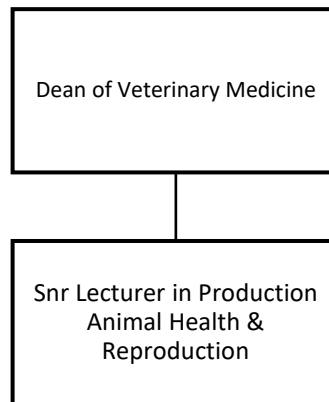 Dean of Veterinary Medicine
Snr Lecturer in Production
Animal Health &
Reproduction